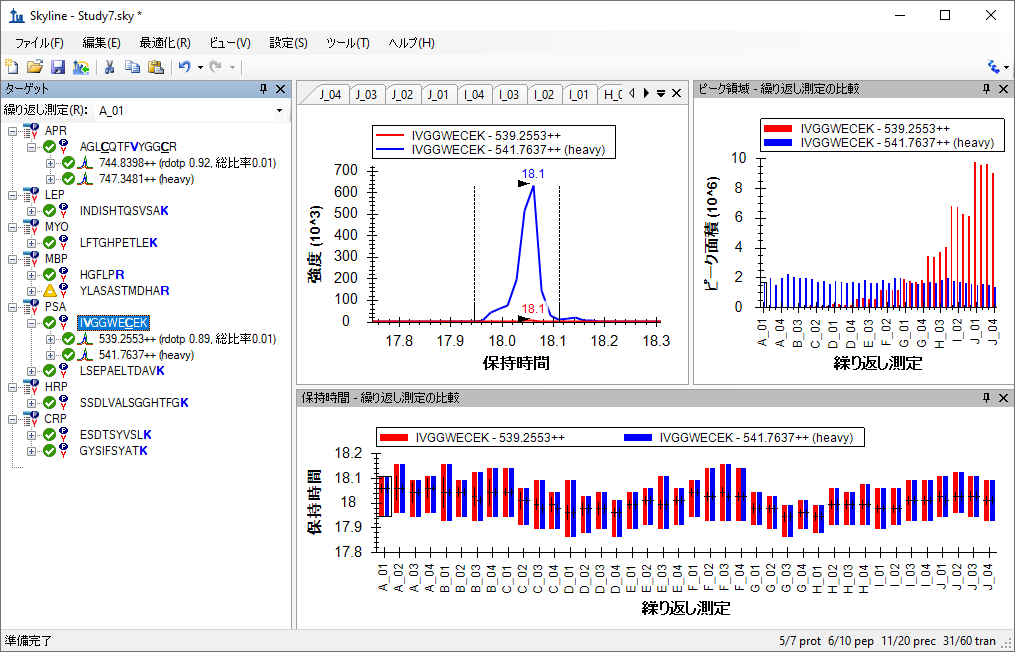 Skyline - Study7.sky *
ファイル(F) 編集(E) 最適化(R) ビュー(V) 設定(S) ツール(T) ヘルプ(H)
ターゲット
繰り返し測定(R): A_01
APR
AGLCQTFVYGGCR
744.8398++ (rdotp 0.92, 総比率0.01)
747.3481++ (heavy)
LEP
INDISHTQSVSAK
MYO
LFTGHPETLEK
MBP
HGFLPR
YLASASTMDHAR
PSA
IVGGWECEK
539.2553++ (rdotp 0.89, 総比率0.01)
541.7637++ (heavy)
LSEPAELTDAVK
HRP
SSDLVALSGGHTFGK
CRP
ESDTSYVSLK
GYSIFSYATK
J_04 J_03 J_02 J_01 I_04 I_03 I_02 I_01
IVGGWECEK - 539.2553++
IVGGWECEK - 541.7637++ (heavy)
強度 (10^3)
700
600
500
400
300
200
100
0
18.1
18.1
17.8 17.9 18.0 18.1 18.2 18.3
保持時間
ピーク領域 - 繰り返し測定の比較
IVGGWECEK - 539.2553++
IVGGWECEK - 541.7637++ (heavy)
ピーク面積 (10^6)
10
8
6
4
2
0
A_01 A_04 B_03 C_02 D_01 D_04 E_03 F_02 G_01 G_04 H_03 I_02 J_01 J_04
繰り返し測定
保持時間 - 繰り返し測定の比較
IVGGWECEK - 539.2553++ IVGGWECEK - 541.7637++ (heavy)
保持時間
18.2
18.1
18
17.9
17.8
A_01 A_02 A_03 A_04 B_01 B_02 B_03 B_04 C_01 C_02 C_03 C_04 D_01 D_02 D_03 D_04 E_01 E_02 E_03 E_04 F_01 F_02 F_03 F_04 G_01 G_02 G_03 G_04 H_01 H_02 H_03 H_04 I_01 I_02 I_03 I_04 J_01 J_02 J_03 J_04
繰り返し測定
準備完了 5/7 prot 6/10 pep 11/20 prec 31/60 tran